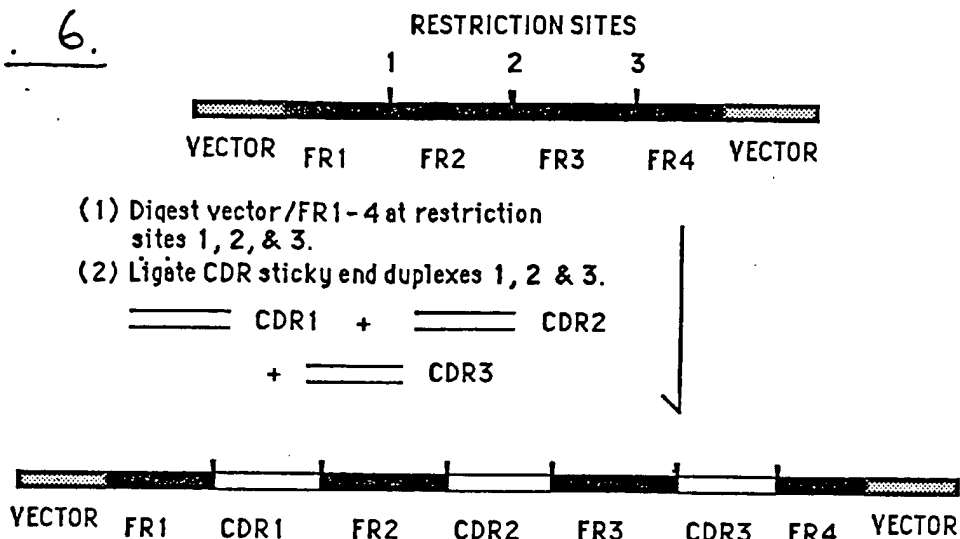 . 6.
RESTRICTION SITES
1 2 3
VECTOR FR1 FR2 FR3 FR4 VECTOR
(1) Digest vector/FR1-4 at restriction
sites 1, 2, & 3.
(2) Ligate CDR sticky end duplexes 1, 2 & 3.
CDR1 + CDR2
+ CDR3
VECTOR FR1 CDR1 FR2 CDR2 FR3 CDR3 FR4 VECTOR